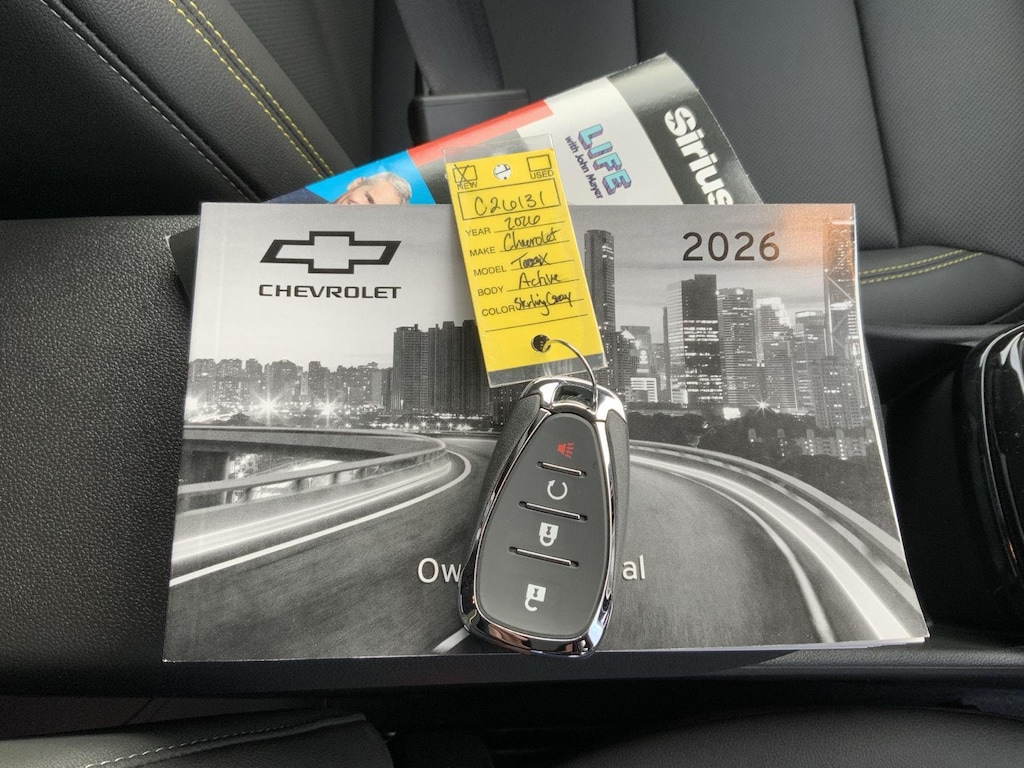 Sirius
LIFE
with John Mayer
NEW
USED
C26131
YEAR 2026
MAKE Chevrolet
MODEL Trax
BODY Active
COLOR Sterling Gray
CHEVROLET
2026
Ow
al